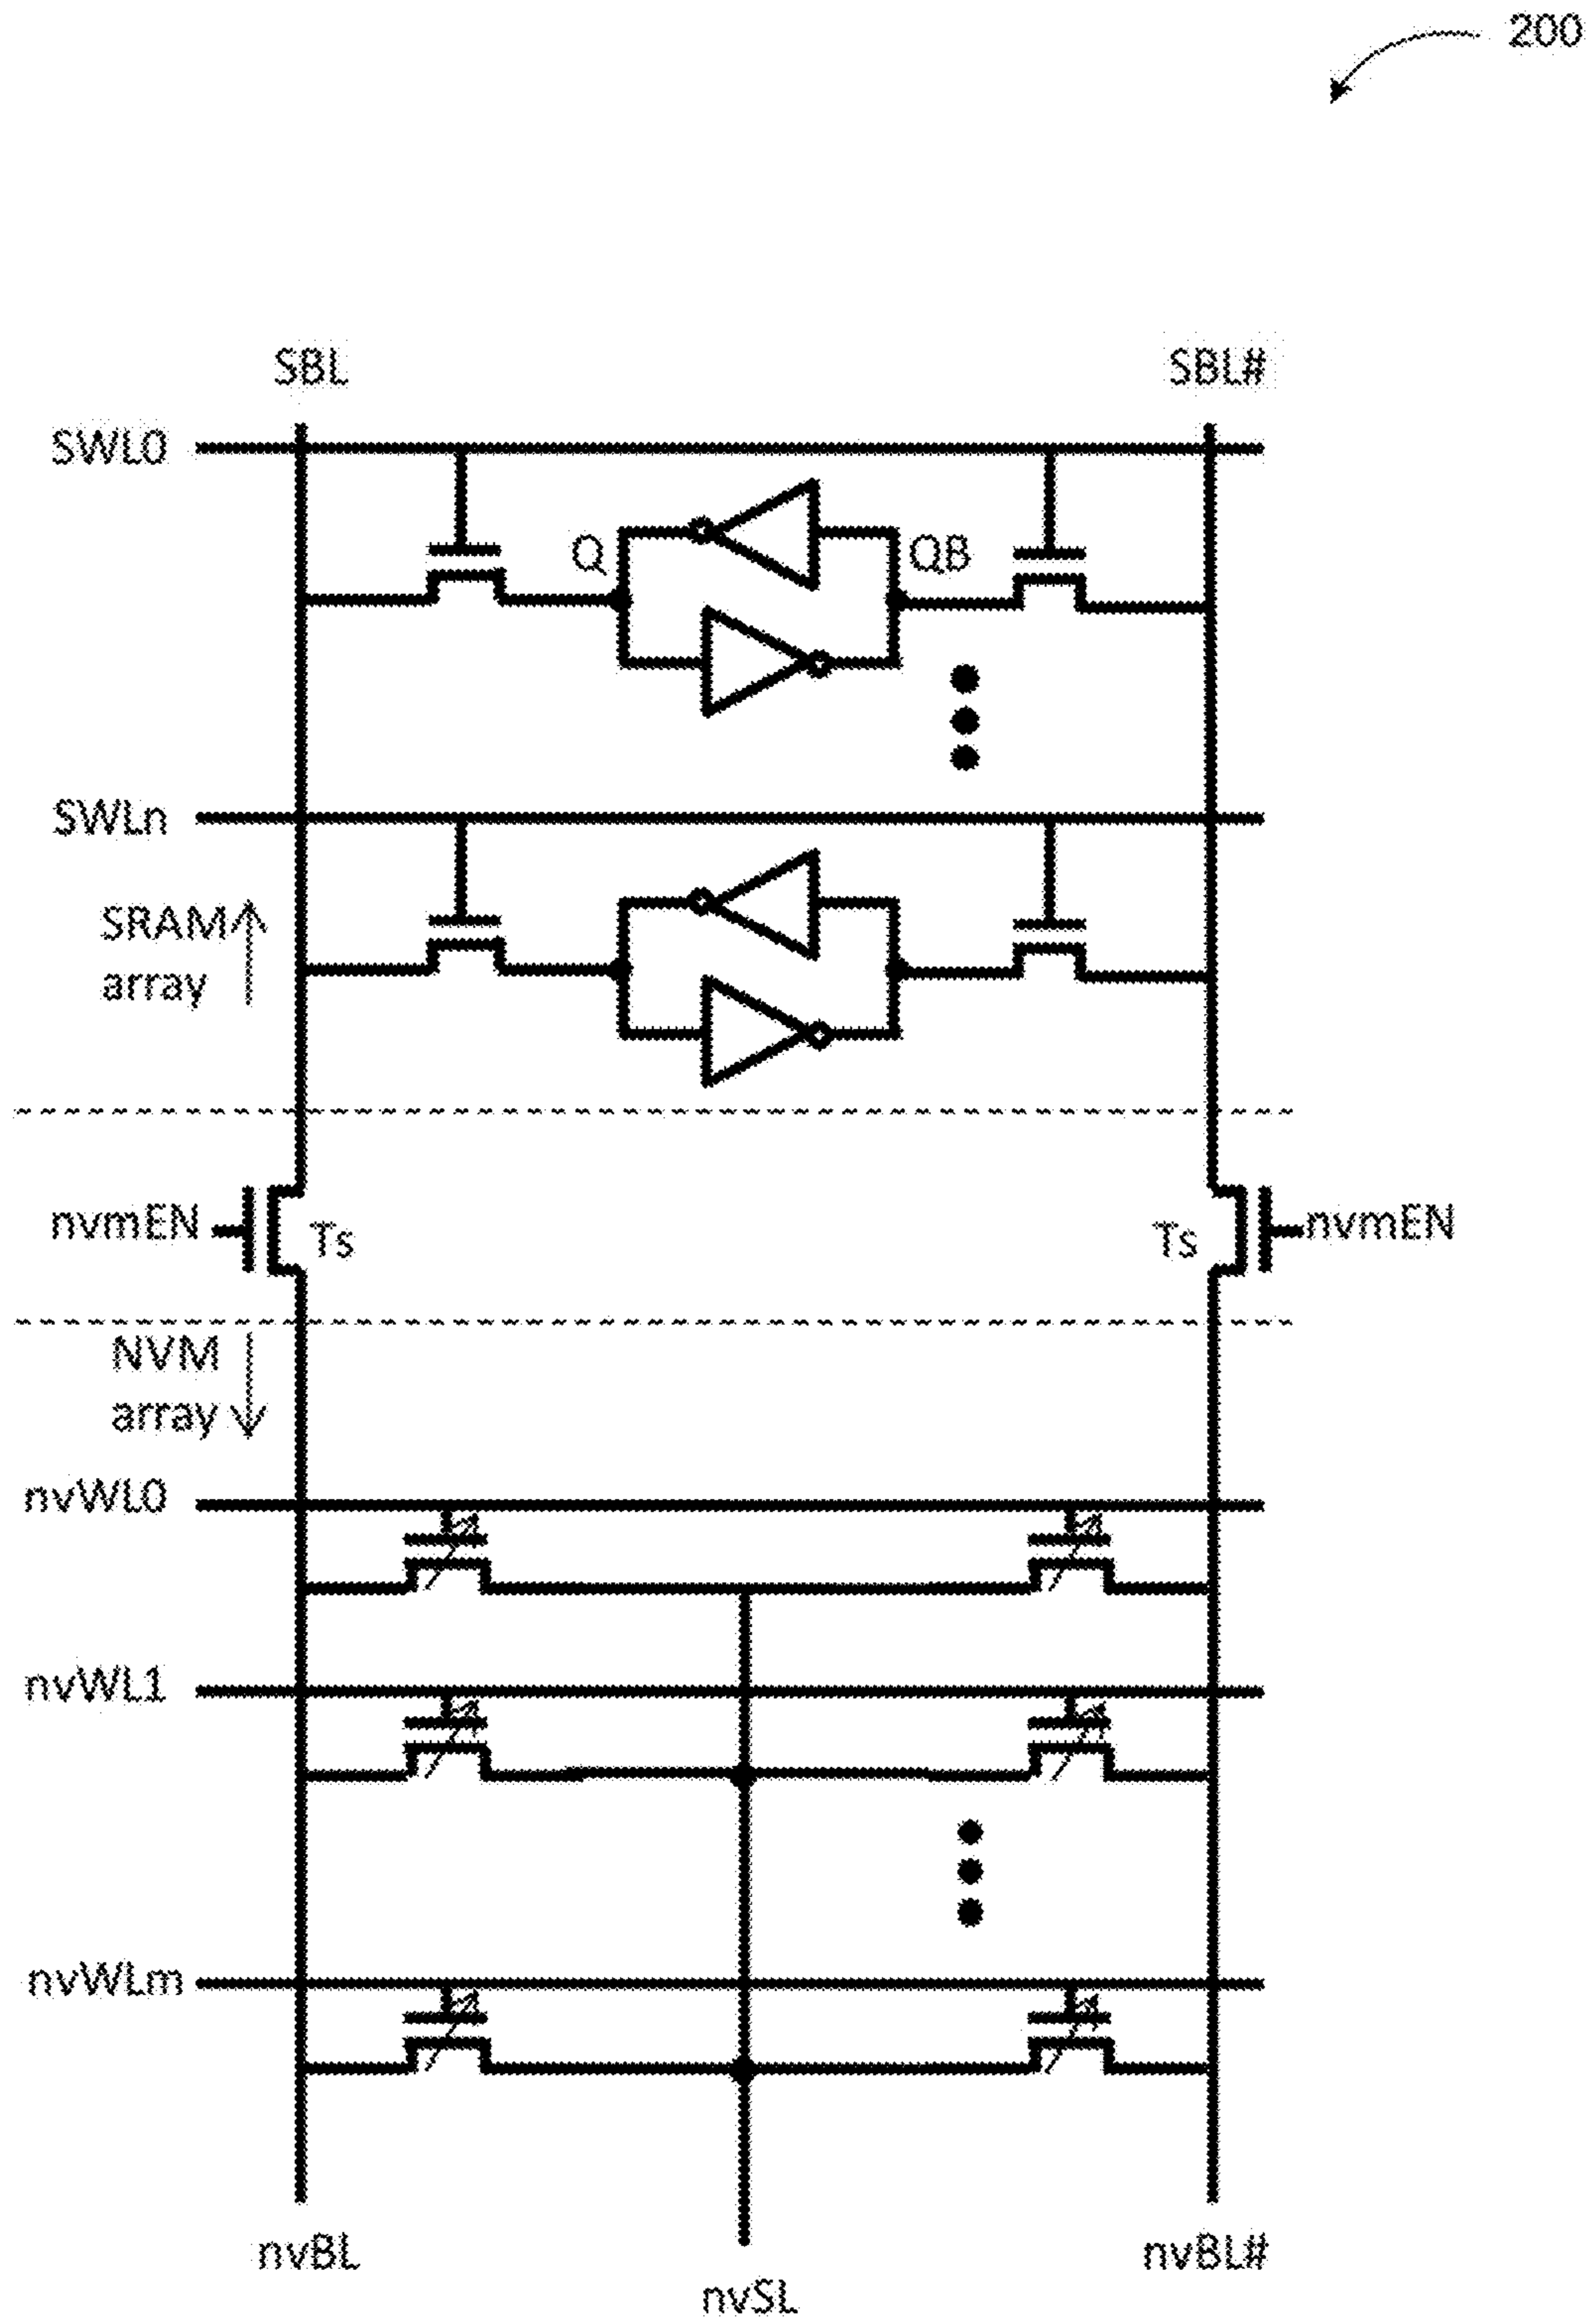 200
SBL
SBL#
SWL0
Q
QB
SWLn
SRAM
array
nvmEN
Ts
Ts
nvmEN
NVM
array
nvWL0
nvWL1
nvWLm
nvBL
nvBL#
nvSL